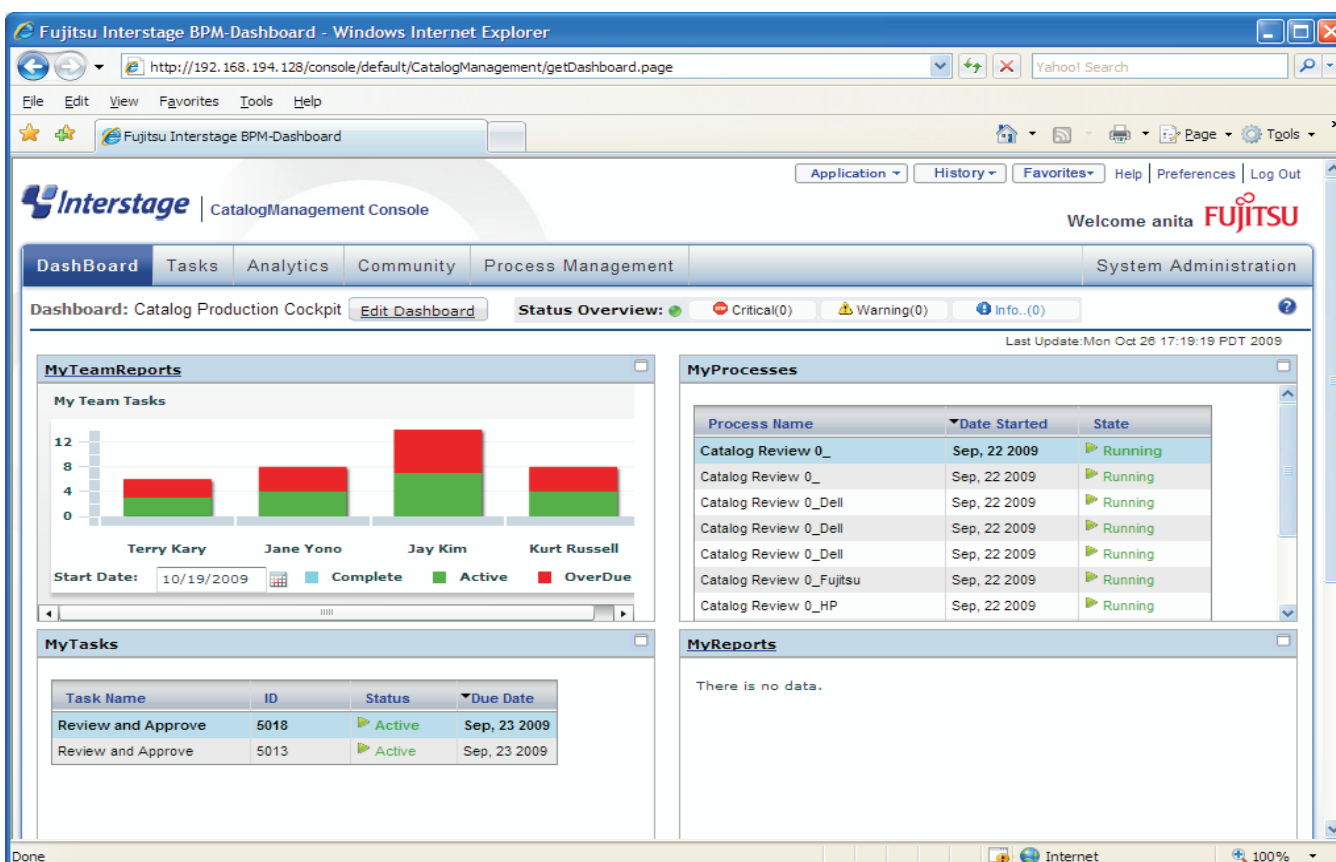 Fujitsu Interstage BPM-Dashboard - Windows Internet Explorer
http://192.168.194.128/console/default/CatalogManagement/getDashboard.page
Yahoo! Search
File Edit View Favorites Tools Help
Fujitsu Interstage BPM-Dashboard
Page Tools
Application History Favorites Help Preferences Log Out
Interstage CatalogManagement Console
Welcome anita FUJITSU
DashBoard Tasks Analytics Community Process Management System Administration
Dashboard: Catalog Production Cockpit Edit Dashboard Status Overview: Critical(0) Warning(0) Info..(0)
Last Update:Mon Oct 26 17:19:19 PDT 2009
MyTeamReports
My Team Tasks
12
8
4
0
Terry Kary Jane Yono Jay Kim Kurt Russell
Start Date: 10/19/2009 Complete Active OverDue
MyProcesses
Process Name Date Started State
Catalog Review 0_ Sep, 22 2009 Running
Catalog Review 0_ Sep, 22 2009 Running
Catalog Review 0_Dell Sep, 22 2009 Running
Catalog Review 0_Dell Sep, 22 2009 Running
Catalog Review 0_Dell Sep, 22 2009 Running
Catalog Review 0_Fujitsu Sep, 22 2009 Running
Catalog Review 0_HP Sep, 22 2009 Running
MyTasks
Task Name ID Status Due Date
Review and Approve 5018 Active Sep, 23 2009
Review and Approve 5013 Active Sep, 23 2009
MyReports
There is no data.
Done Internet 100%